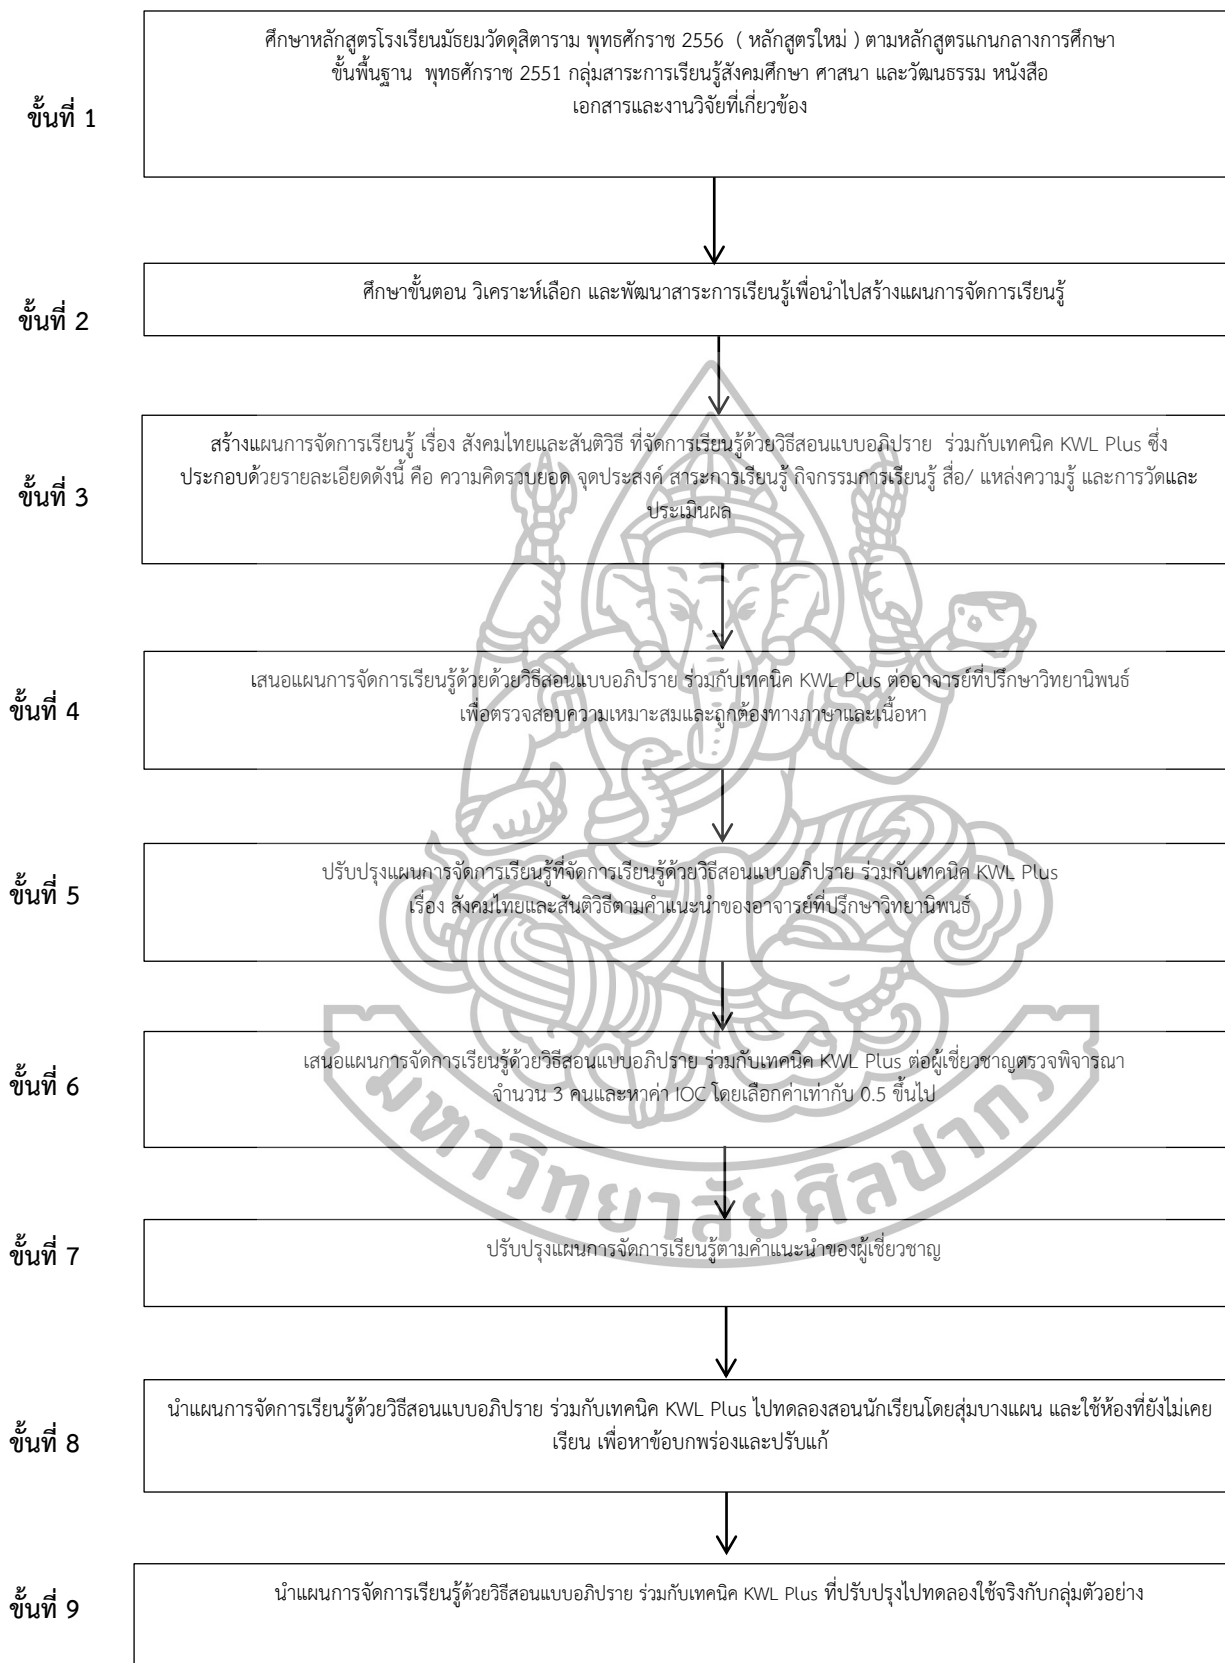 ศึกษาหลักสูตรโรงเรียนมัธยมวัดดุสิตาราม พุทธศักราช 2556 ( หลักสูตรใหม่ ) ตามหลักสูตรแกนกลางการศึกษา
ขั้นพื้นฐาน พุทธศักราช 2551 กลุ่มสาระการเรียนรู้สังคมศึกษา ศาสนา และวัฒนธรรม หนังสือ
เอกสารและงานวิจัยที่เกี่ยวข้อง
ขั้นที่ 1
ศึกษาขั้นตอน วิเคราะห์เลือก และพัฒนาสาระการเรียนรู้เพื่อนำไปสร้างแผนการจัดการเรียนรู้
ขั้นที่ 2
สร้างแผนการจัดการเรียนรู้ เรื่อง สังคมไทยและสันติวิธี ที่จัดการเรียนรู้ด้วยวิธีสอนแบบอภิปราย ร่วมกับเทคนิค KWL Plus ซึ่ง
ประกอบด้วยรายละเอียดดังนี้ คือ ความคิดรวบยอด จุดประสงค์ สาระการเรียนรู้ กิจกรรมการเรียนรู้ สื่อ/ แหล่งความรู้ และการวัดและ
ประเมินผล
ขั้นที่ 3
เสนอแผนการจัดการเรียนรู้ด้วยด้วยวิธีสอนแบบอภิปราย ร่วมกับเทคนิค KWL Plus ต่ออาจารย์ที่ปรึกษาวิทยานิพนธ์
เพื่อตรวจสอบความเหมาะสมและถูกต้องทางภาษาและเนื้อหา
ขั้นที่ 4
ปรับปรุงแผนการจัดการเรียนรู้ที่จัดการเรียนรู้ด้วยวิธีสอนแบบอภิปราย ร่วมกับเทคนิค KWL Plus
เรื่อง สังคมไทยและสันติวิธีตามคำแนะนำของอาจารย์ที่ปรึกษาวิทยานิพนธ์
ขั้นที่ 5
เสนอแผนการจัดการเรียนรู้ด้วยวิธีสอนแบบอภิปราย ร่วมกับเทคนิค KWL Plus ต่อผู้เชี่ยวชาญตรวจพิจารณา
จำนวน 3 คนและหาค่า IOC โดยเลือกค่าเท่ากับ 0.5 ขึ้นไป
ขั้นที่ 6
มหาวิทยาลัยศิลปากร
ปรับปรุงแผนการจัดการเรียนรู้ตามคำแนะนำของผู้เชี่ยวชาญ
ขั้นที่ 7
นำแผนการจัดการเรียนรู้ด้วยวิธีสอนแบบอภิปราย ร่วมกับเทคนิค KWL Plus ไปทดลองสอนนักเรียนโดยสุ่มบางแผน และใช้ห้องที่ยังไม่เคย
เรียน เพื่อหาข้อบกพร่องและปรับแก้
ขั้นที่ 8
นำแผนการจัดการเรียนรู้ด้วยวิธีสอนแบบอภิปราย ร่วมกับเทคนิค KWL Plus ที่ปรับปรุงไปทดลองใช้จริงกับกลุ่มตัวอย่าง
ขั้นที่ 9